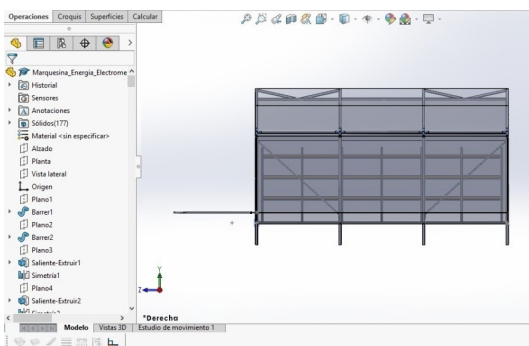 Operaciones Croquis Superficies Calcular
Marquesina_Energia_Electrome
Historial
Sensores
Anotaciones
Sólidos(177)
Material <sin especificar>
Alzado
Planta
Vista lateral
Origen
Plano1
Barrer1
Plano2
Barrer2
Plano3
Saliente-Extruir1
Simetría1
Plano4
Saliente-Extruir2
Y
Z
*Derecha
Modelo Vistas 3D Estudio de movimiento 1